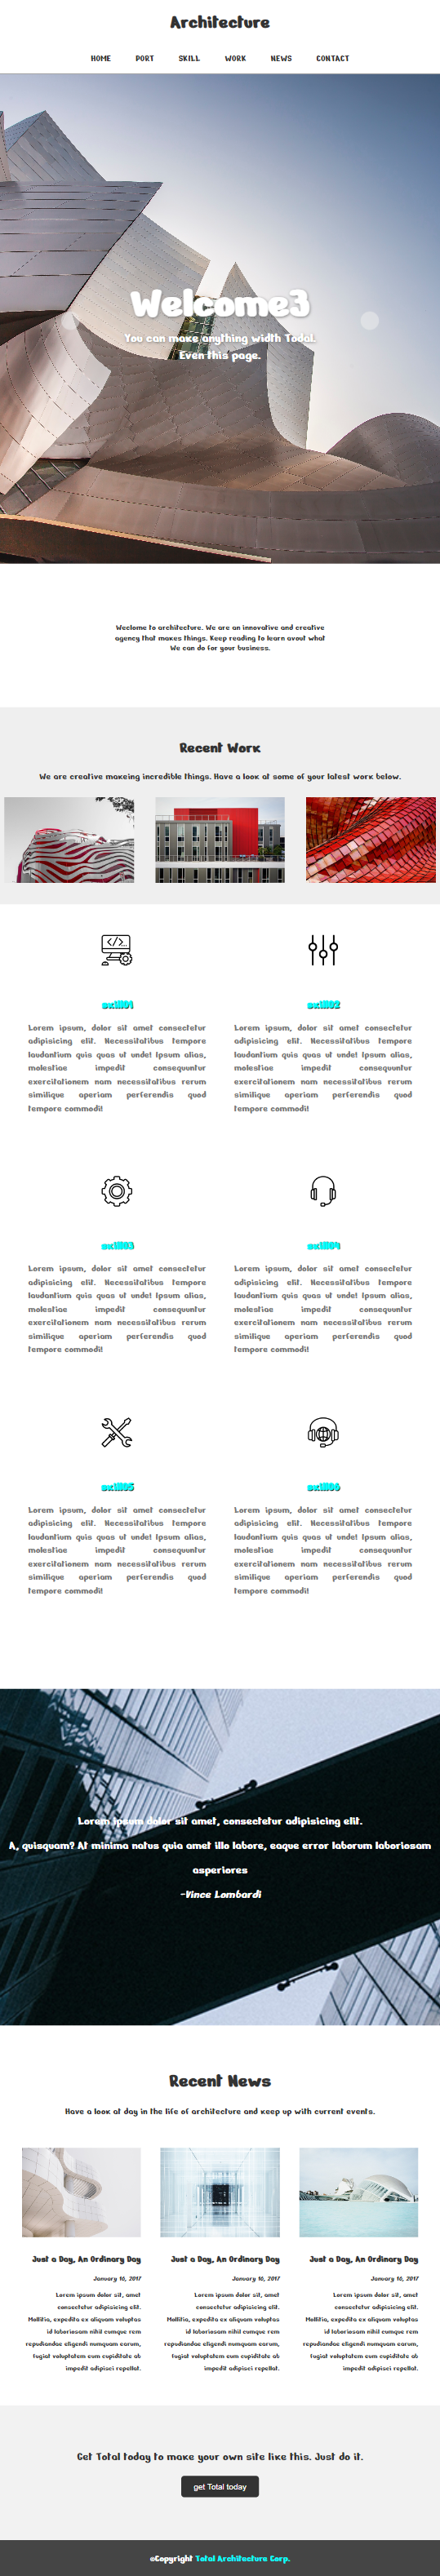 Architecture
HOME PORT SKILL WORK NEWS CONTACT
Welcome3
You can make anything width Todal.
Even this page.
Weclome to architecture. We are an innovative and creative
agency that makes things. Keep reading to learn avout what
We can do for your business.
Recent Work
We are creative makeing incredible things. Have a look at some of your latest work below.
skill01
Lorem ipsum, dolor sit amet consectetur
adipisicing elit. Necessitatibus tempore
laudantium quis quas ut unde! Ipsum alias,
molestiae impedit consequuntur
exercitationem nam necessitatibus rerum
similique aperiam perferendis quod
tempore commodi!
skill02
Lorem ipsum, dolor sit amet consectetur
adipisicing elit. Necessitatibus tempore
laudantium quis quas ut unde! Ipsum alias,
molestiae impedit consequuntur
exercitationem nam necessitatibus rerum
similique aperiam perferendis quod
tempore commodi!
skill03
Lorem ipsum, dolor sit amet consectetur
adipisicing elit. Necessitatibus tempore
laudantium quis quas ut unde! Ipsum alias,
molestiae impedit consequuntur
exercitationem nam necessitatibus rerum
similique aperiam perferendis quod
tempore commodi!
skill04
Lorem ipsum, dolor sit amet consectetur
adipisicing elit. Necessitatibus tempore
laudantium quis quas ut unde! Ipsum alias,
molestiae impedit consequuntur
exercitationem nam necessitatibus rerum
similique aperiam perferendis quod
tempore commodi!
skill05
Lorem ipsum, dolor sit amet consectetur
adipisicing elit. Necessitatibus tempore
laudantium quis quas ut unde! Ipsum alias,
molestiae impedit consequuntur
exercitationem nam necessitatibus rerum
similique aperiam perferendis quod
tempore commodi!
skill06
Lorem ipsum, dolor sit amet consectetur
adipisicing elit. Necessitatibus tempore
laudantium quis quas ut unde! Ipsum alias,
molestiae impedit consequuntur
exercitationem nam necessitatibus rerum
similique aperiam perferendis quod
tempore commodi!
Lorem ipsum dolor sit amet, consectetur adipisicing elit.
A, quisquam? At minima natus quia amet illo labore, eaque error laborum laboriosam
asperiores
-Vince Lombardi
Recent News
Have a look at day in the life of architecture and keep up with current events.
Just a Day, An Ordinary Day
January 16, 2017
Lorem ipsum dolor sit, amet
consectetur adipisicing elit.
Mollitia, expedita ex aliquam voluptas
id laboriosam nihil cumque rem
repudiandae eligendi numquam earum,
fugiat voluptatem eum cupiditate ab
impedit adipisci repellat.
Just a Day, An Ordinary Day
January 16, 2017
Lorem ipsum dolor sit, amet
consectetur adipisicing elit.
Mollitia, expedita ex aliquam voluptas
id laboriosam nihil cumque rem
repudiandae eligendi numquam earum,
fugiat voluptatem eum cupiditate ab
impedit adipisci repellat.
Just a Day, An Ordinary Day
January 16, 2017
Lorem ipsum dolor sit, amet
consectetur adipisicing elit.
Mollitia, expedita ex aliquam voluptas
id laboriosam nihil cumque rem
repudiandae eligendi numquam earum,
fugiat voluptatem eum cupiditate ab
impedit adipisci repellat.
Get Total today to make your own site like this. Just do it.
get Total today
©Copyright Total Architecture Corp.